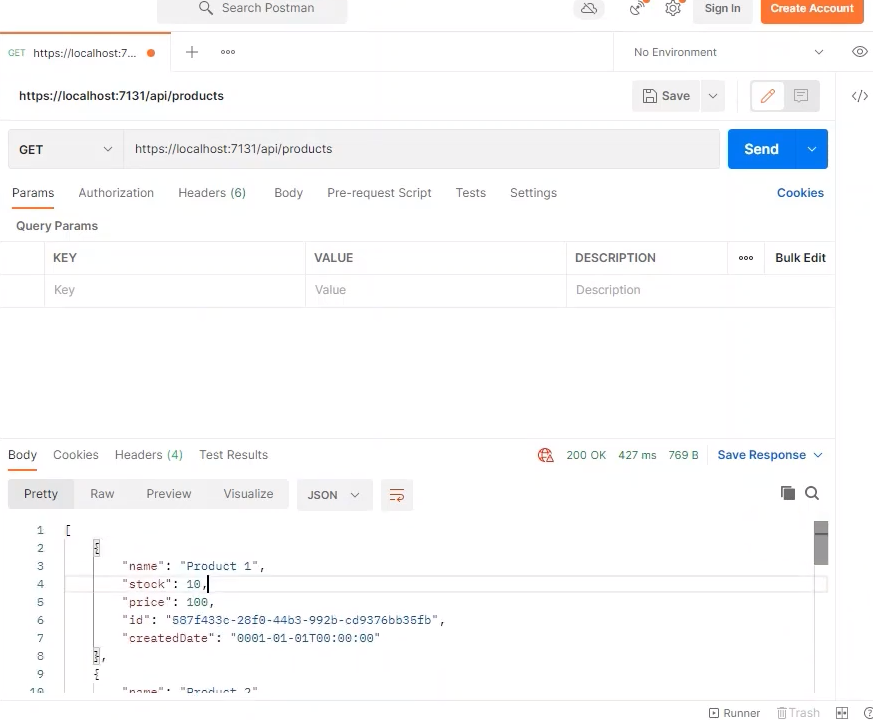 Search Postman
Sign In
Create Account
GET https://localhost:7...
No Environment
https://localhost:7131/api/products
Save
GET
https://localhost:7131/api/products
Send
Params Authorization Headers (6) Body Pre-request Script Tests Settings Cookies
Query Params
KEY VALUE DESCRIPTION Bulk Edit
Key Value Description
Body Cookies Headers (4) Test Results 200 OK 427 ms 769 B Save Response
Pretty Raw Preview Visualize JSON
1 [
2 {
3 "name": "Product 1",
4 "stock": 10,
5 "price": 100,
6 "id": "587f433c-28f0-44b3-992b-cd9376bb35fb",
7 "createdDate": "0001-01-01T00:00:00"
8 },
9 {
10 "name": "Product 2"
Runner Trash